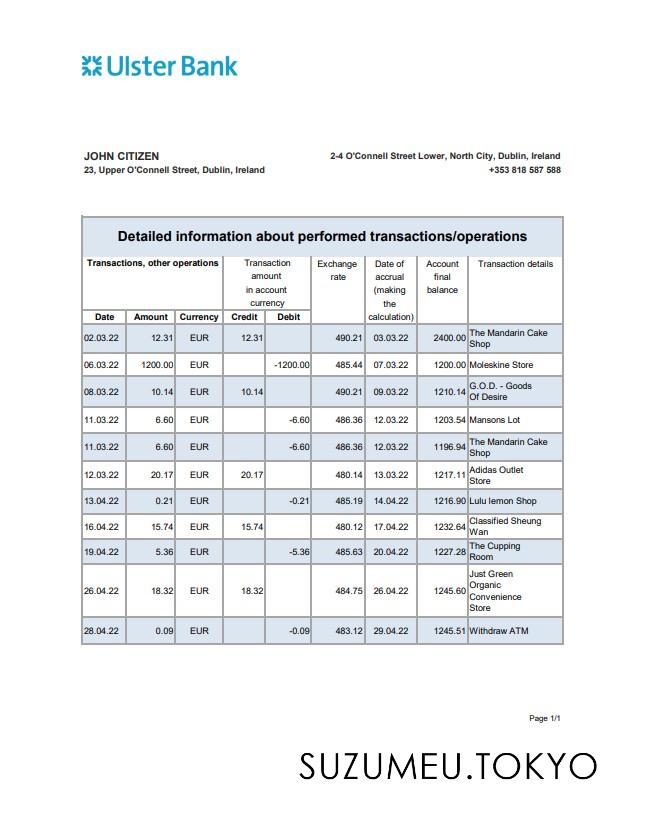 Ulster Bank
JOHN CITIZEN
23, Upper O'Connell Street, Dublin, Ireland
2-4 O'Connell Street Lower, North City, Dublin, Ireland
+353 818 587 588
Detailed information about performed transactions/operations
Transactions, other operations Transaction amount in account currency Exchange rate Date of accrual (making the calculation) Account final balance Transaction details
Date Amount Currency Credit Debit
02.03.22 12.31 EUR 12.31 490.21 03.03.22 2400.00 The Mandarin Cake Shop
06.03.22 1200.00 EUR -1200.00 485.44 07.03.22 1200.00 Moleskine Store
08.03.22 10.14 EUR 10.14 490.21 09.03.22 1210.14 G.O.D. - Goods Of Desire
11.03.22 6.60 EUR -6.60 486.36 12.03.22 1203.54 Mansons Lot
11.03.22 6.60 EUR -6.60 486.36 12.03.22 1196.94 The Mandarin Cake Shop
12.03.22 20.17 EUR 20.17 480.14 13.03.22 1217.11 Adidas Outlet Store
13.04.22 0.21 EUR -0.21 485.19 14.04.22 1216.90 Lulu lemon Shop
16.04.22 15.74 EUR 15.74 480.12 17.04.22 1232.64 Classified Sheung Wan
19.04.22 5.36 EUR -5.36 485.63 20.04.22 1227.28 The Cupping Room
26.04.22 18.32 EUR 18.32 484.75 26.04.22 1245.60 Just Green Organic Convenience Store
28.04.22 0.09 EUR -0.09 483.12 29.04.22 1245.51 Withdraw ATM
Page 1/1
SUZUMEU.TOKYO